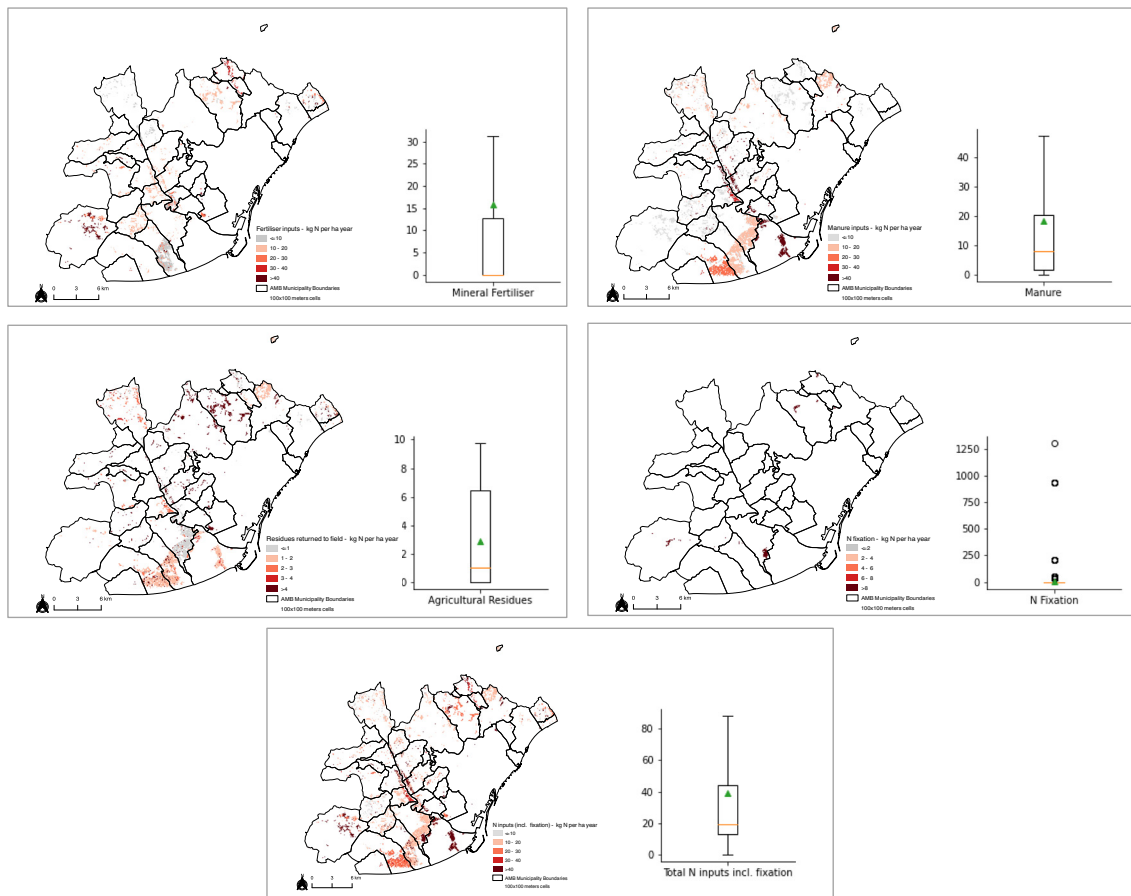 Fertiliser inputs - kg N per ha year
<=10
10 - 20
20 - 30
30 - 40
>40
AMB Municipality Boundaries
100x100 meters cells
N
0 3 6 km
30
25
20
15
10
5
0
Mineral Fertiliser
Manure inputs - kg N per ha year
<=10
10 - 20
20 - 30
30 - 40
>40
AMB Municipality Boundaries
100x100 meters cells
N
0 3 6 km
40
30
20
10
0
Manure
Residues returned to field - kg N per ha year
<=1
1 - 2
2 - 3
3 - 4
>4
AMB Municipality Boundaries
100x100 meters cells
N
0 3 6 km
10
8
6
4
2
0
Agricultural Residues
N fixation - kg N per ha year
<=2
2 - 4
4 - 6
6 - 8
>8
AMB Municipality Boundaries
100x100 meters cells
N
0 3 6 km
1250
1000
750
500
250
0
N Fixation
N inputs (incl. fixation) - kg N per ha year
<=10
10 - 20
20 - 30
30 - 40
>40
AMB Municipality Boundaries
100x100 meters cells
N
0 3 6 km
80
60
40
20
0
Total N inputs incl. fixation